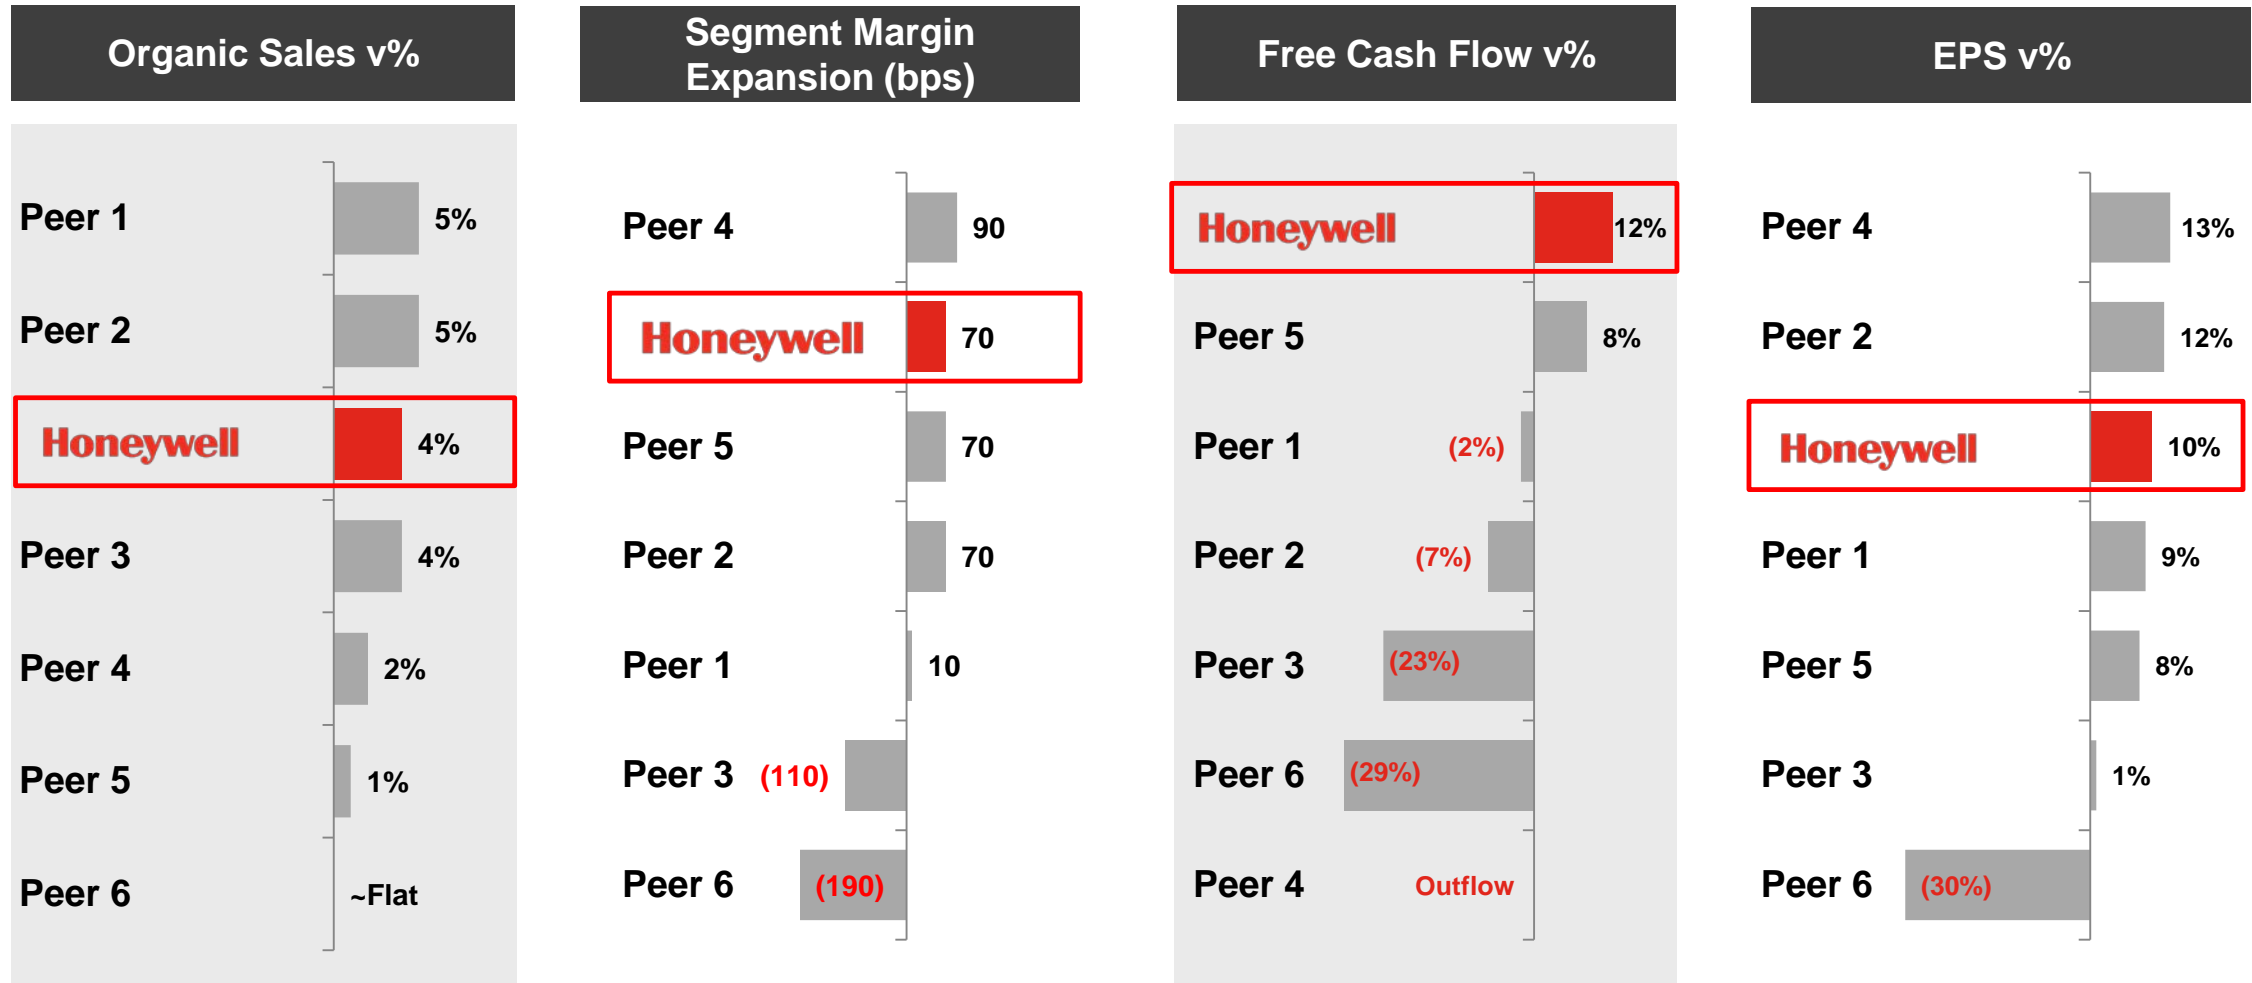 Organic Sales v%
Peer 1 5%
Peer 2 5%
Honeywell 4%
Peer 3 4%
Peer 4 2%
Peer 5 1%
Peer 6 ~Flat
Segment Margin
Expansion (bps)
Peer 4 90
Honeywell 70
Peer 5 70
Peer 2 70
Peer 1 10
Peer 3 (110)
Peer 6 (190)
Free Cash Flow v%
Honeywell 12%
Peer 5 8%
Peer 1 (2%)
Peer 2 (7%)
Peer 3 (23%)
Peer 6 (29%)
Peer 4 Outflow
EPS v%
Peer 4 13%
Peer 2 12%
Honeywell 10%
Peer 1 9%
Peer 5 8%
Peer 3 1%
Peer 6 (30%)